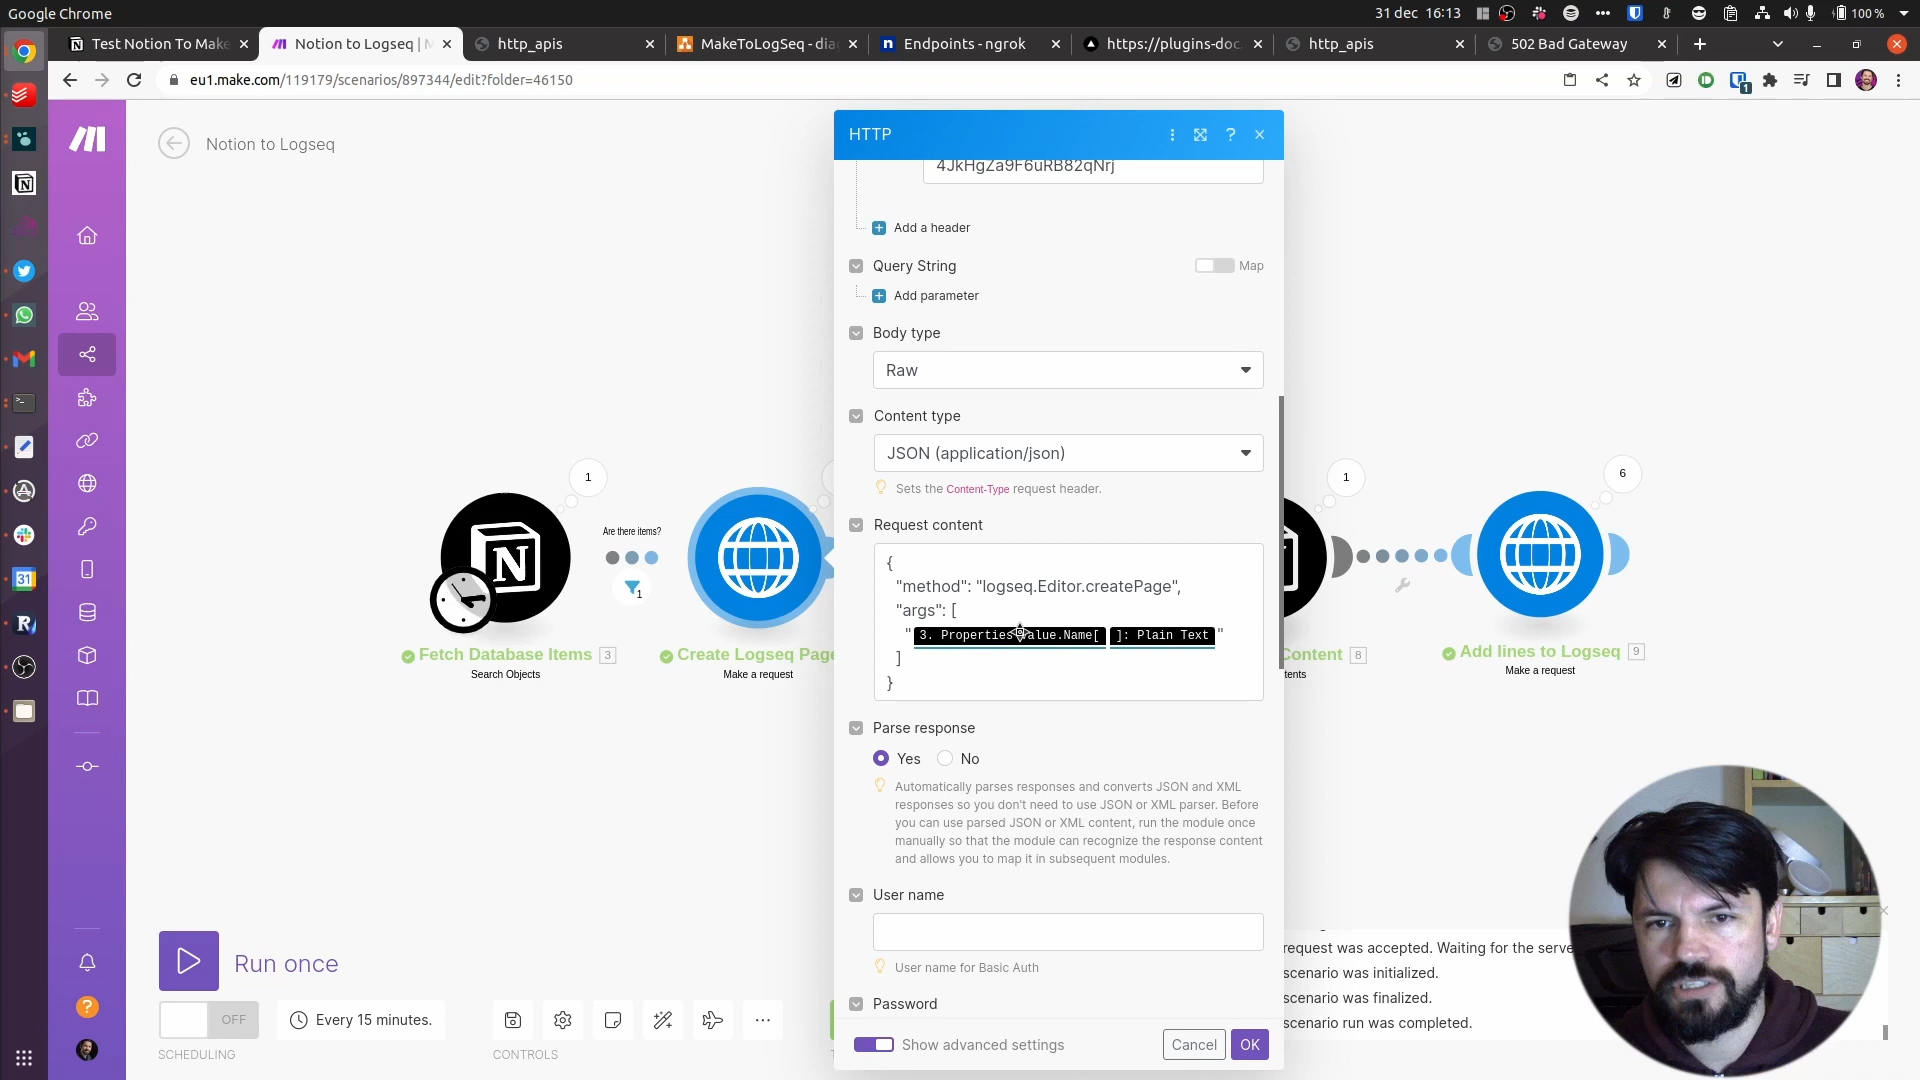 Google Chrome
31 dec 16:13
100 %
Test Notion To Make
Notion to Logseq | M
http_apis
MakeToLogSeq - dia
Endpoints - ngrok
https://plugins-doc.
http_apis
502 Bad Gateway
eu1.make.com/119179/scenarios/897344/edit?folder=46150
Notion to Logseq
HTTP
4JkHgZa9F6uRB82qNrj
Add a header
Query String
Map
Add parameter
Body type
Raw
Content type
JSON (application/json)
Sets the Content-Type request header.
Request content
{
"method": "logseq.Editor.createPage",
"args": [
"3. Properties Value.Name[ ]: Plain Text"
]
}
Parse response
Yes
No
Automatically parses responses and converts JSON and XML
responses so you don't need to use JSON or XML parser. Before
you can use parsed JSON or XML content, run the module once
manually so that the module can recognize the response content
and allows you to map it in subsequent modules.
User name
User name for Basic Auth
Password
Show advanced settings
Cancel
OK
1
Are there items?
1
Fetch Database Items 3
Search Objects
Create Logseq Page
Make a request
1
Content 8
tents
6
Add lines to Logseq 9
Make a request
Run once
OFF
Every 15 minutes.
SCHEDULING
CONTROLS
request was accepted. Waiting for the serve
scenario was initialized.
scenario was finalized.
scenario run was completed.